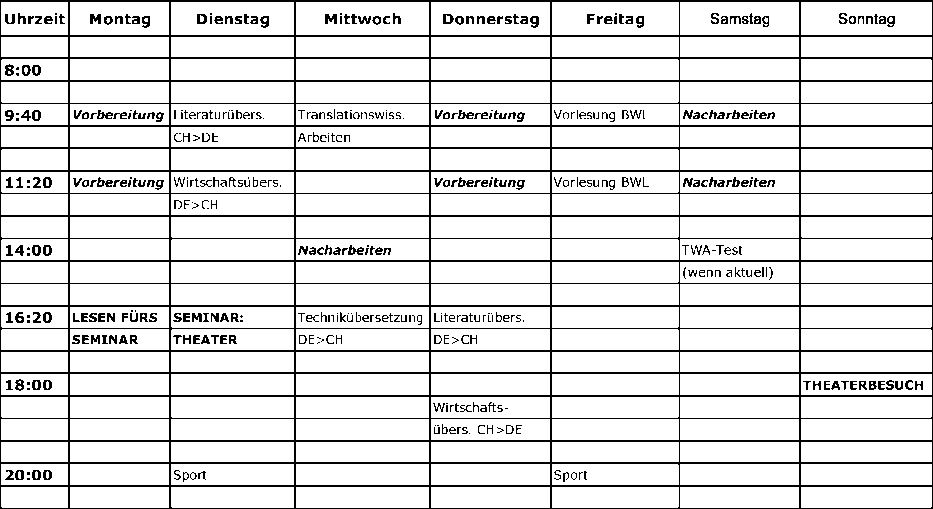 Uhrzeit Montag Dienstag Mittwoch Donnerstag Freitag Samstag Sonntag
8:00
9:40 Vorbereitung Literaturübers. Translationswiss. Vorbereitung Vorlesung BWL Nacharbeiten
CH>DE Arbeiten
11:20 Vorbereitung Wirtschaftsübers. Vorbereitung Vorlesung BWL Nacharbeiten
DE>CH
14:00 Nacharbeiten TWA-Test
(wenn aktuell)
16:20 LESEN FÜRS SEMINAR: Technikübersetzung Literaturübers.
SEMINAR THEATER DE>CH DE>CH
18:00 THEATERBESUCH
Wirtschafts-
übers. CH>DE
20:00 Sport Sport